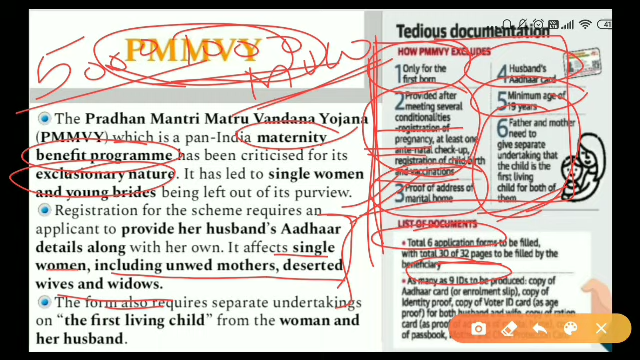 5000
PMMVY
The Pradhan Mantri Matru Vandana Yojana
(PMMVY) which is a pan-India maternity
benefit programme has been criticised for its
exclusionary nature. It has led to single women
and young brides being left out of its purview.
Registration for the scheme requires an
applicant to provide her husband's Aadhaar
details along with her own. It affects single
women, including unwed mothers, deserted
wives and widows.
The form also requires separate undertakings
on "the first living child" from the woman and
her husband.
Tedious documentation
HOW PMMVY EXCLUDES
1 Only for the
first born
2 Provided after
meeting several
conditionalities
-registration of
pregnancy, at least one
ante-natal check-up,
registration of child birth
and vaccinations
3 Proof of address of
marital home
4 Husband's
Aadhaar card
5 Minimum age of
19 years
6 Father and mother
need to
give separate
undertaking that
the child is the
first living
child for both of
them
LIST OF DOCUMENTS
Total 6 application forms to be filled,
with total 30 of 32 pages to be filled by the
beneficiary
As many as 9 IDs to be produced: copy of
Aadhaar card (or enrolment slip), copy of
Identity proof, copy of Voter ID card (as age
proof) for both husband and wife, copy of ration
card (as proof of
of passbook,
41